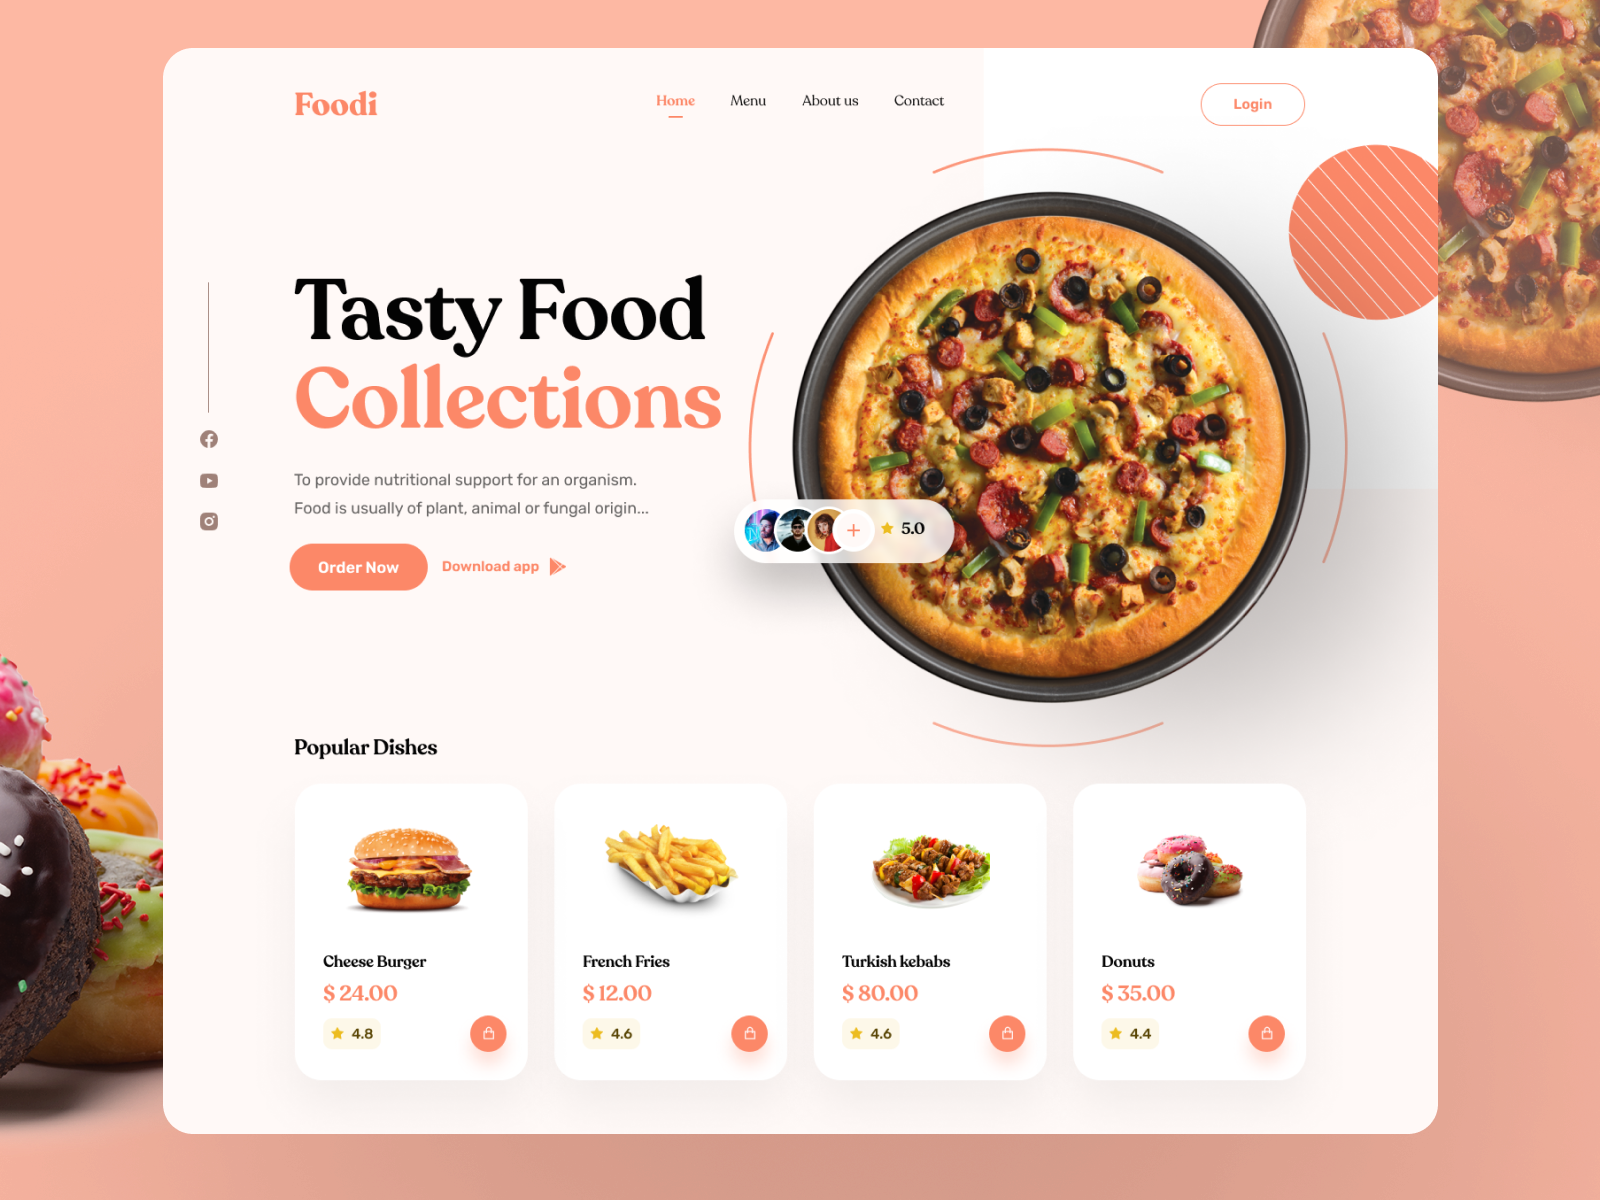 Foodi
Home
Menu
About us
Contact
Login
Tasty Food
Collections
To provide nutritional support for an organism.
Food is usually of plant, animal or fungal origin...
Order Now
Download app
5.0
Popular Dishes
Cheese Burger
$ 24.00
4.8
French Fries
$ 12.00
4.6
Turkish kebabs
$ 80.00
4.6
Donuts
$ 35.00
4.4